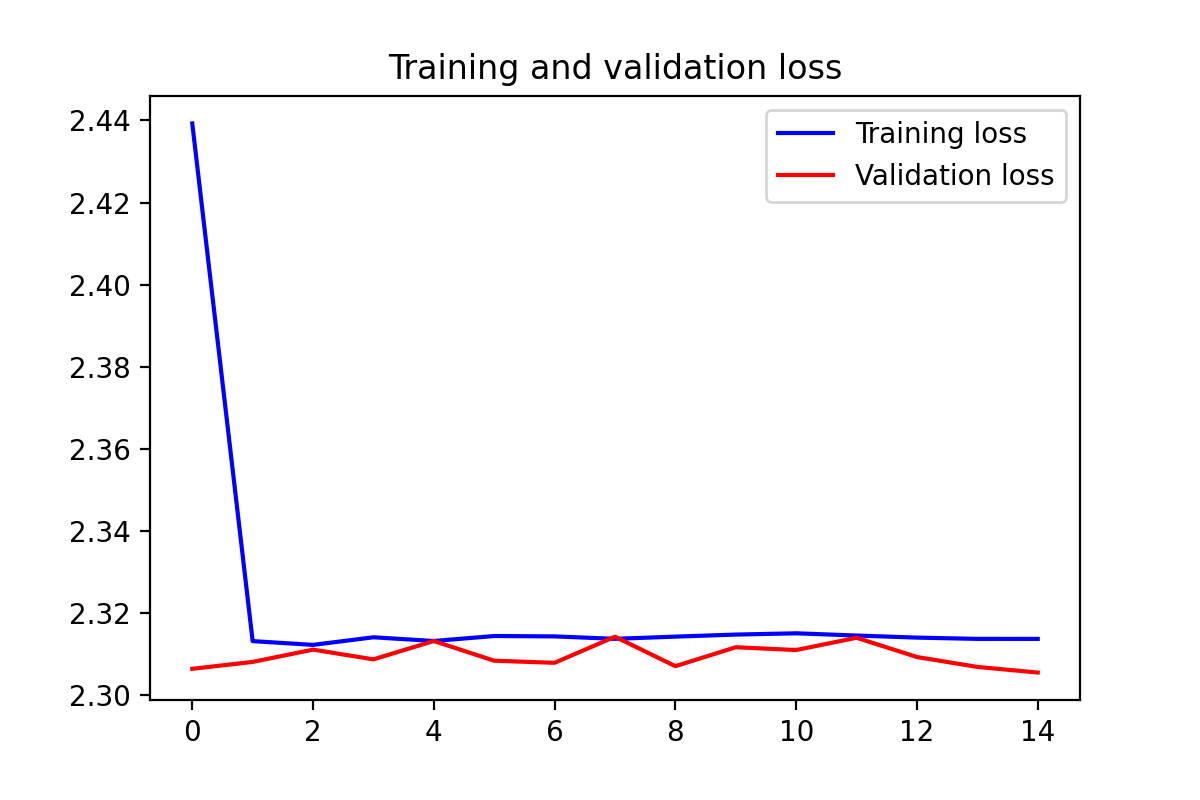 Training and validation loss
Training loss
Validation loss
2.44
2.42
2.40
2.38
2.36
2.34
2.32
2.30
0 2 4 6 8 10 12 14